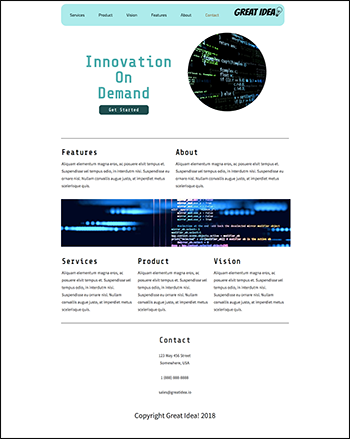 Services Product Vision Features About Contact GREAT IDEA!
Innovation
On
Demand
Get Started
Features
Aliquam elementum magna eros, ac posuere elvit tempus et.
Suspendisse vel tempus odio, in interdutm nisi. Suspendisse eu
ornare nisl. Nullam convallis augue justo, at imperdiet metus
scelerisque quis.
About
Aliquam elementum magna eros, ac posuere elvit tempus et.
Suspendisse vel tempus odio, in interdutm nisi. Suspendisse eu
ornare nisl. Nullam convallis augue justo, at imperdiet metus
scelerisque quis.
Services
Aliquam elementum magna eros, ac
posuere elvit tempus et. Suspendisse vel
tempus odio, in interdutm nisi.
Suspendisse eu ornare nisl. Nullam
convallis augue justo, at imperdiet metus
scelerisque quis.
Product
Aliquam elementum magna eros, ac
posuere elvit tempus et. Suspendisse vel
tempus odio, in interdutm nisi.
Suspendisse eu ornare nisl. Nullam
convallis augue justo, at imperdiet metus
scelerisque quis.
Vision
Aliquam elementum magna eros, ac
posuere elvit tempus et. Suspendisse vel
tempus odio, in interdutm nisi.
Suspendisse eu ornare nisl. Nullam
convallis augue justo, at imperdiet metus
scelerisque quis.
Contact
123 Way 456 Street
Somewhere, USA
1 (888) 888-8888
sales@greatidea.io
Copyright Great Idea! 2018